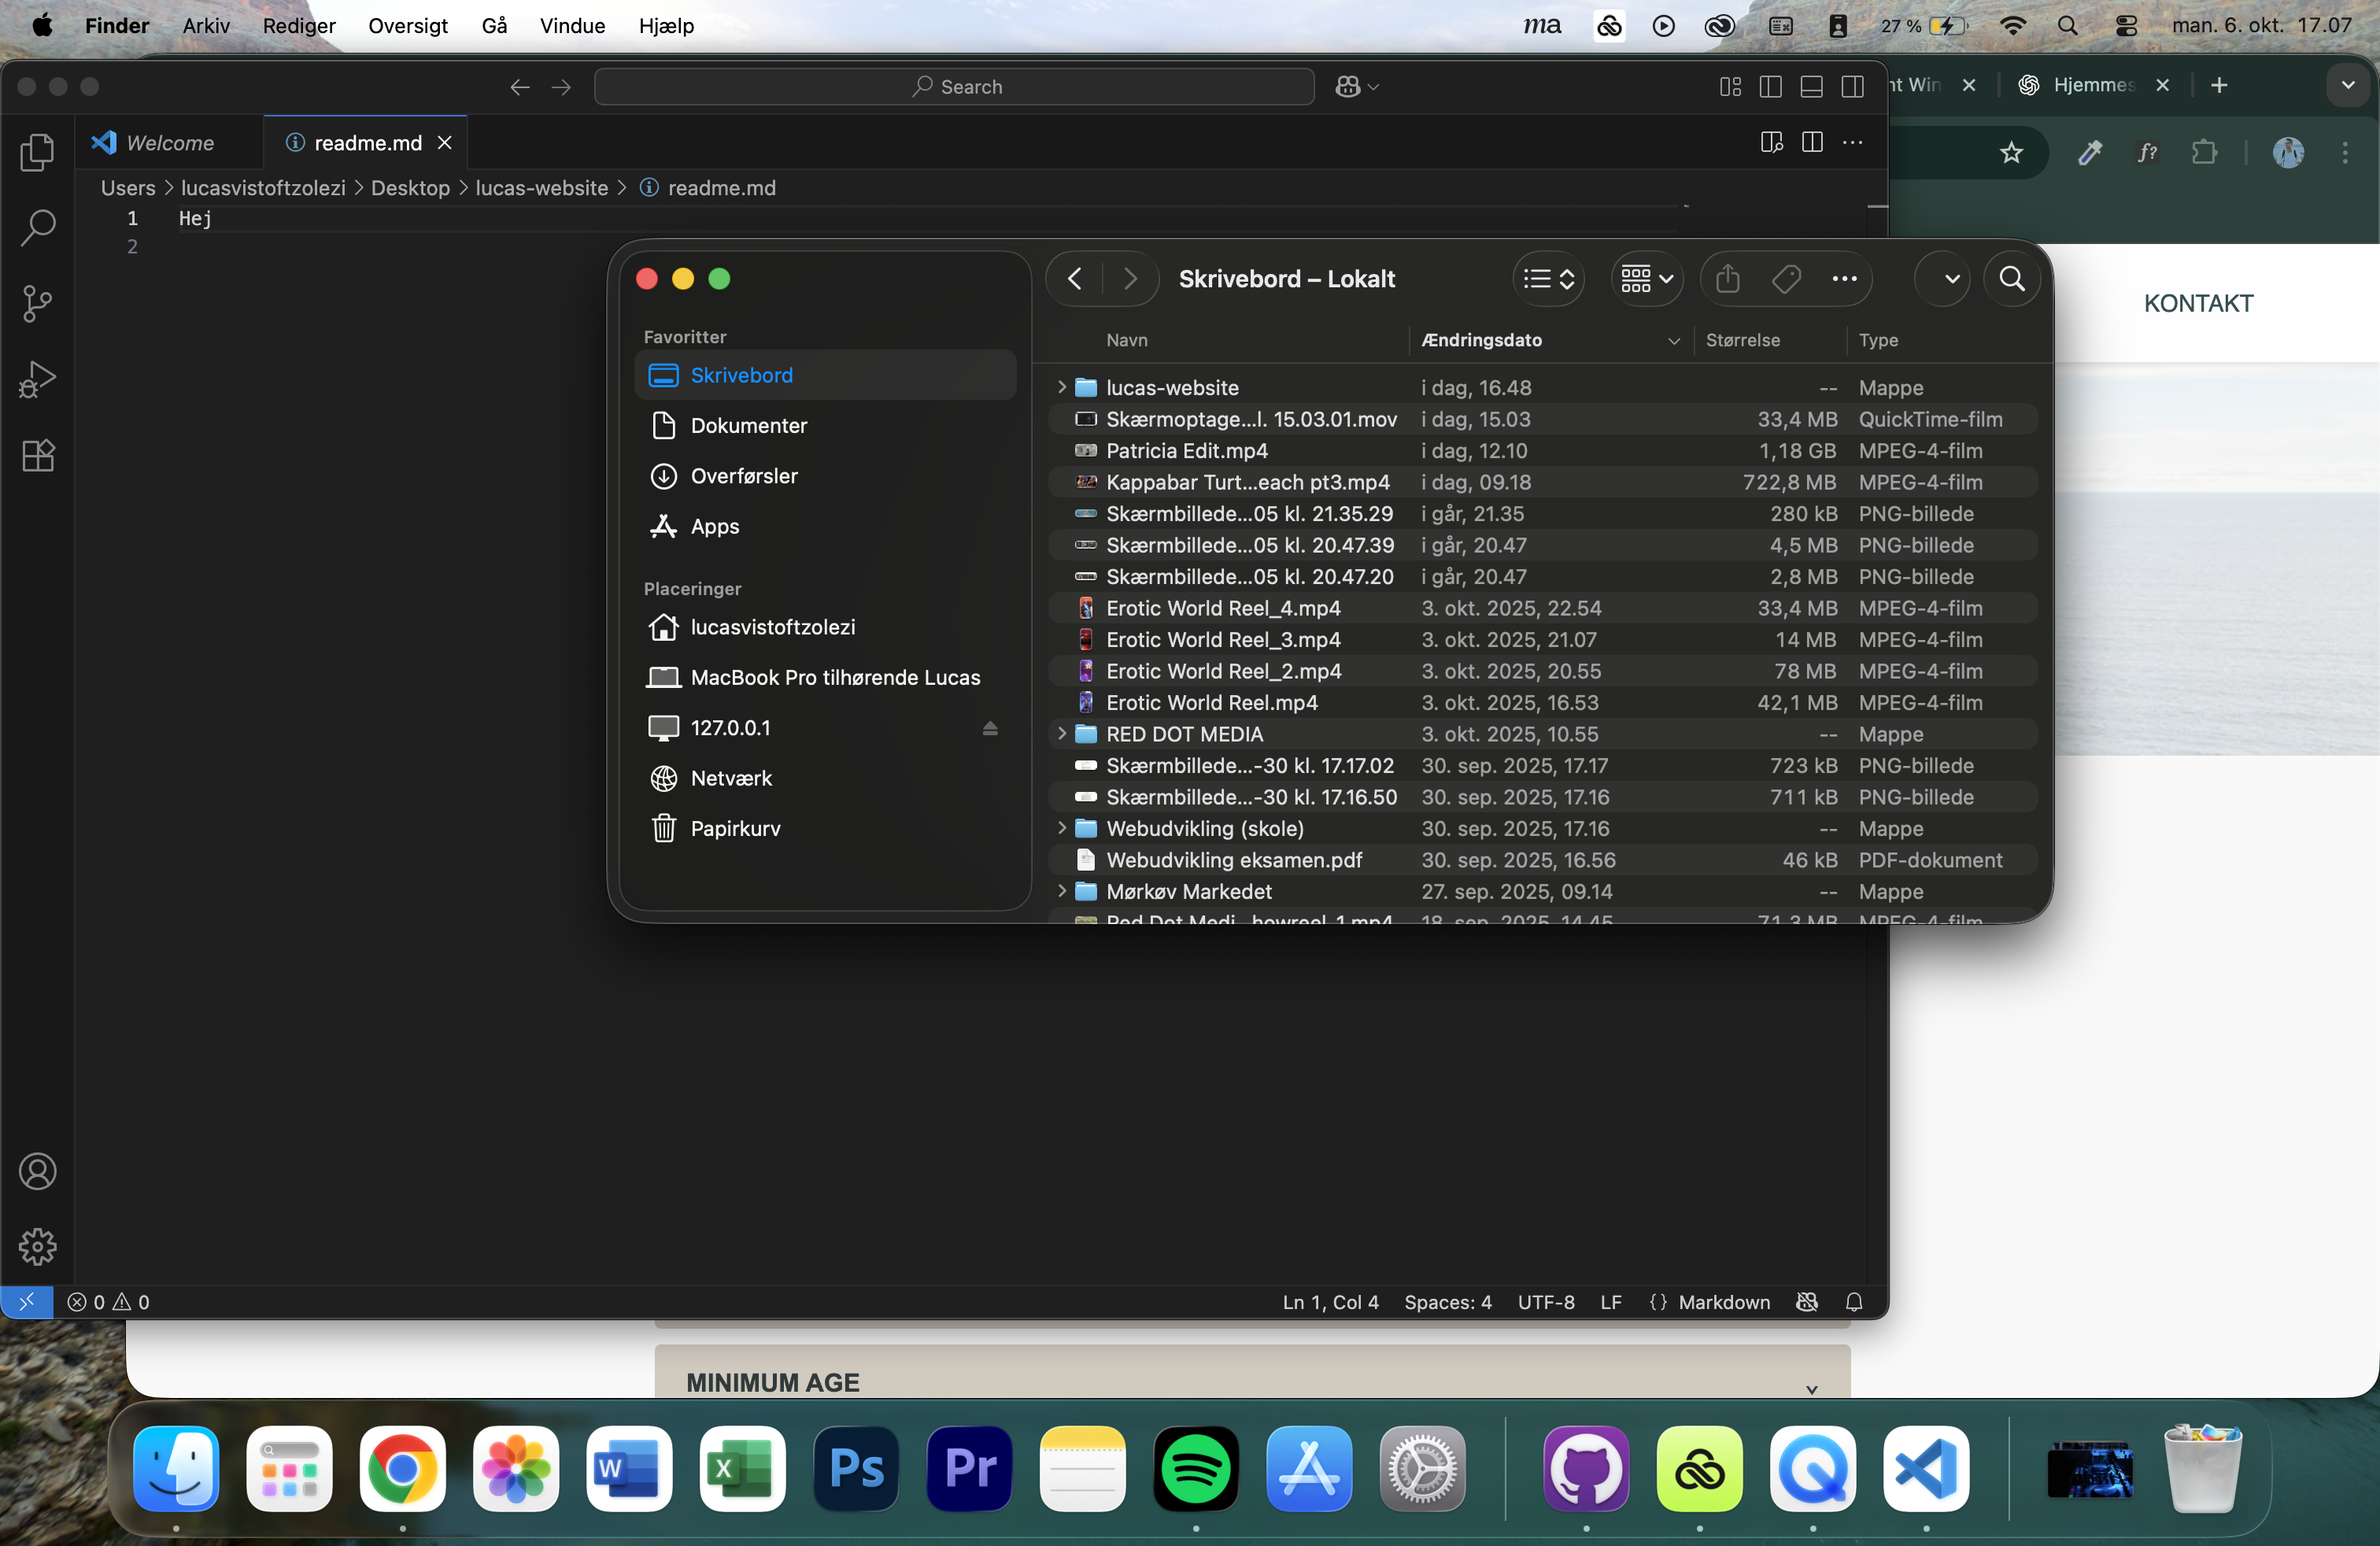 Finder Arkiv Rediger Oversigt Gå Vindue Hjælp ma 27 % man. 6. okt. 17.07
Search
nt Win
Hjemmes
Welcome
readme.md
Users > lucasvistoftzolezi > Desktop > lucas-website > readme.md
1 Hej
2
KONTAKT
Skrivebord – Lokalt
Favoritter
Skrivebord
Dokumenter
Overførsler
Apps
Placeringer
lucasvistoftzolezi
MacBook Pro tilhørende Lucas
127.0.0.1
Netværk
Papirkurv
Navn Ændringsdato Størrelse Type
lucas-website i dag, 16.48 -- Mappe
Skærmoptage...l. 15.03.01.mov i dag, 15.03 33,4 MB QuickTime-film
Patricia Edit.mp4 i dag, 12.10 1,18 GB MPEG-4-film
Kappabar Turt...each pt3.mp4 i dag, 09.18 722,8 MB MPEG-4-film
Skærmbillede...05 kl. 21.35.29 i går, 21.35 280 kB PNG-billede
Skærmbillede...05 kl. 20.47.39 i går, 20.47 4,5 MB PNG-billede
Skærmbillede...05 kl. 20.47.20 i går, 20.47 2,8 MB PNG-billede
Erotic World Reel_4.mp4 3. okt. 2025, 22.54 33,4 MB MPEG-4-film
Erotic World Reel_3.mp4 3. okt. 2025, 21.07 14 MB MPEG-4-film
Erotic World Reel_2.mp4 3. okt. 2025, 20.55 78 MB MPEG-4-film
Erotic World Reel.mp4 3. okt. 2025, 16.53 42,1 MB MPEG-4-film
RED DOT MEDIA 3. okt. 2025, 10.55 -- Mappe
Skærmbillede...-30 kl. 17.17.02 30. sep. 2025, 17.17 723 kB PNG-billede
Skærmbillede...-30 kl. 17.16.50 30. sep. 2025, 17.16 711 kB PNG-billede
Webudvikling (skole) 30. sep. 2025, 17.16 -- Mappe
Webudvikling eksamen.pdf 30. sep. 2025, 16.56 46 kB PDF-dokument
Mørkøv Markedet 27. sep. 2025, 09.14 -- Mappe
Red Dot Medi...howreel_1.mp4 18. sep. 2025, 14.45 71,3 MB MPEG-4-film
0 0 Ln 1, Col 4 Spaces: 4 UTF-8 LF {} Markdown
MINIMUM AGE
W X Ps Pr